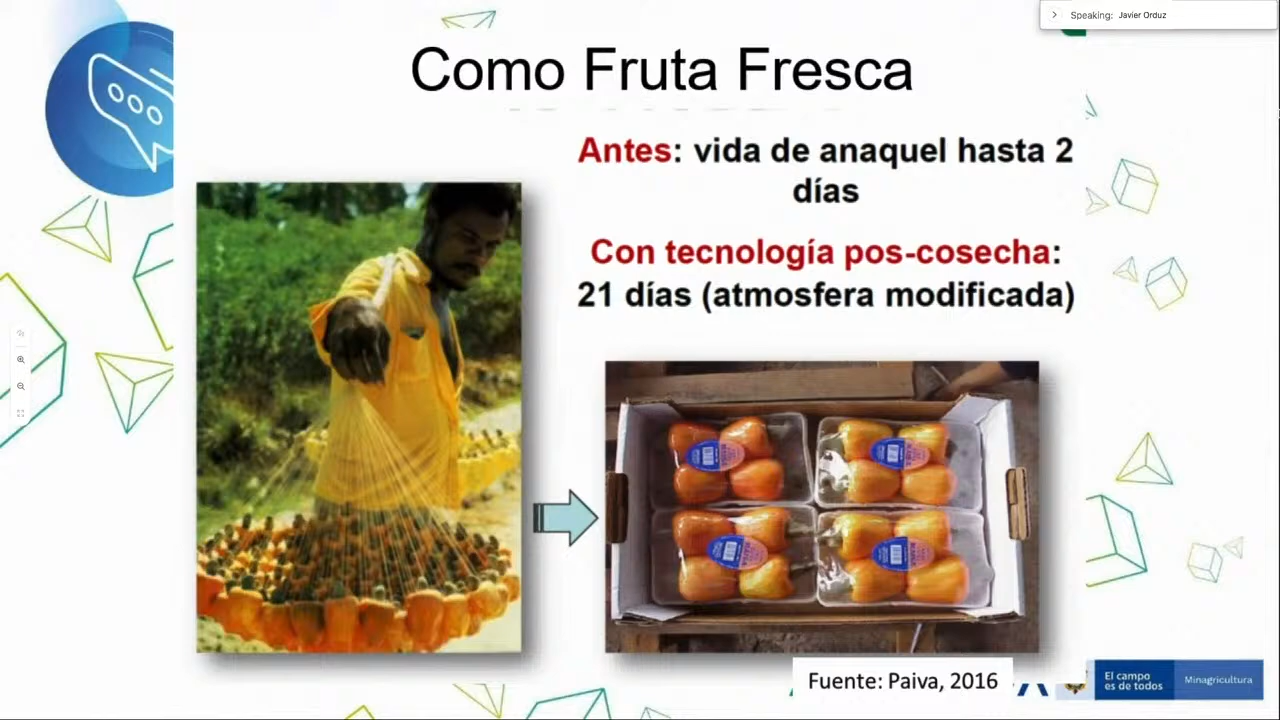 Speaking: Javier Orduz
Como Fruta Fresca
Antes: vida de anaquel hasta 2
días
Con tecnología pos-cosecha:
21 días (atmosfera modificada)
Fuente: Paiva, 2016
El campo
es de todos
Minagricultura